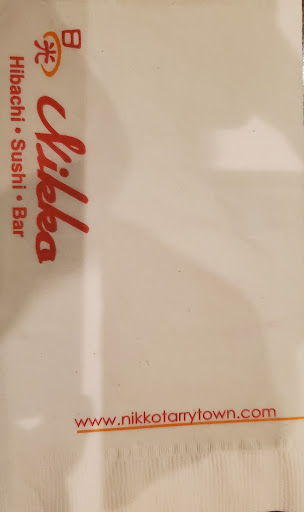 日光
Nikko
Hibachi • Sushi • Bar
www.nikkotarrytown.com